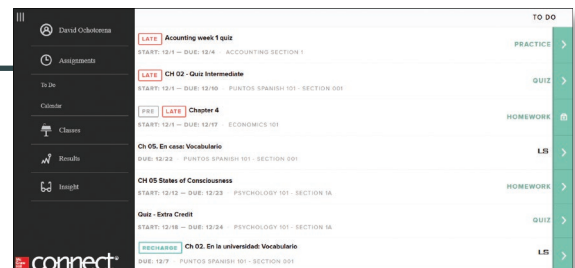 TO DO
David Ochotorena
Assignments
To Do
Calendar
Classes
Results
Insight
Mc Graw Hill connect®
LATE Acounting week 1 quiz
START: 12/1 — DUE: 12/4 · ACCOUNTING SECTION 1
PRACTICE
LATE CH 02 - Quiz Intermediate
START: 12/1 — DUE: 12/10 · PUNTOS SPANISH 101 - SECTION 001
QUIZ
PRE LATE Chapter 4
START: 12/1 — DUE: 12/17 · ECONOMICS 101
HOMEWORK
Ch 05. En casa: Vocabulario
DUE: 12/22 · PUNTOS SPANISH 101 - SECTION 001
LS
CH 05 States of Consciousness
START: 12/12 — DUE: 12/23 · PSYCHOLOGY 101 - SECTION 1A
HOMEWORK
Quiz - Extra Credit
START: 12/18 — DUE: 12/24 · PSYCHOLOGY 101 - SECTION 1A
QUIZ
RECHARGE Ch 02. En la universidad: Vocabulario
DUE: 12/7 · PUNTOS SPANISH 101 - SECTION 001
LS